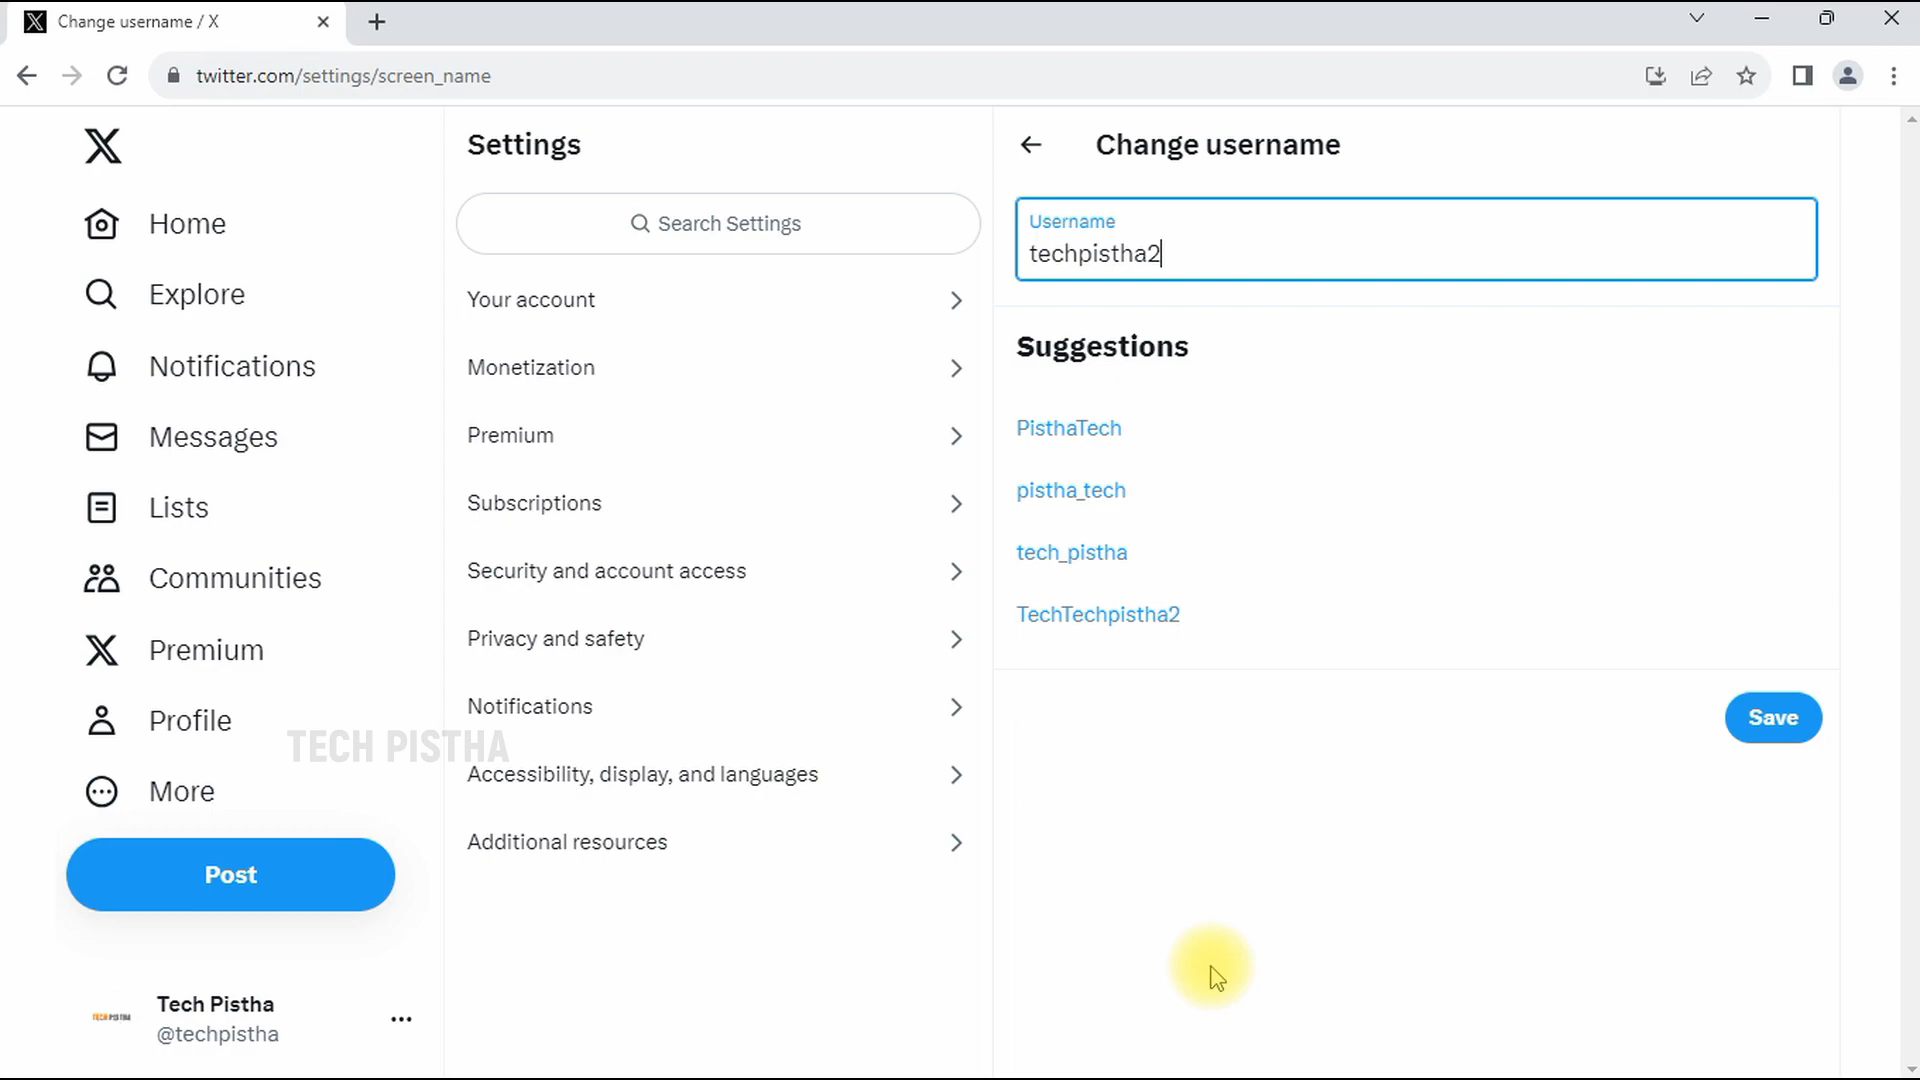 Change username / X
twitter.com/settings/screen_name
Home
Explore
Notifications
Messages
Lists
Communities
Premium
Profile
More
Post
Tech Pistha
@techpistha
TECH PISTHA
TECH PISTHA
Settings
Search Settings
Your account
Monetization
Premium
Subscriptions
Security and account access
Privacy and safety
Notifications
Accessibility, display, and languages
Additional resources
Change username
Username
techpistha2
Suggestions
PisthaTech
pistha_tech
tech_pistha
TechTechpistha2
Save